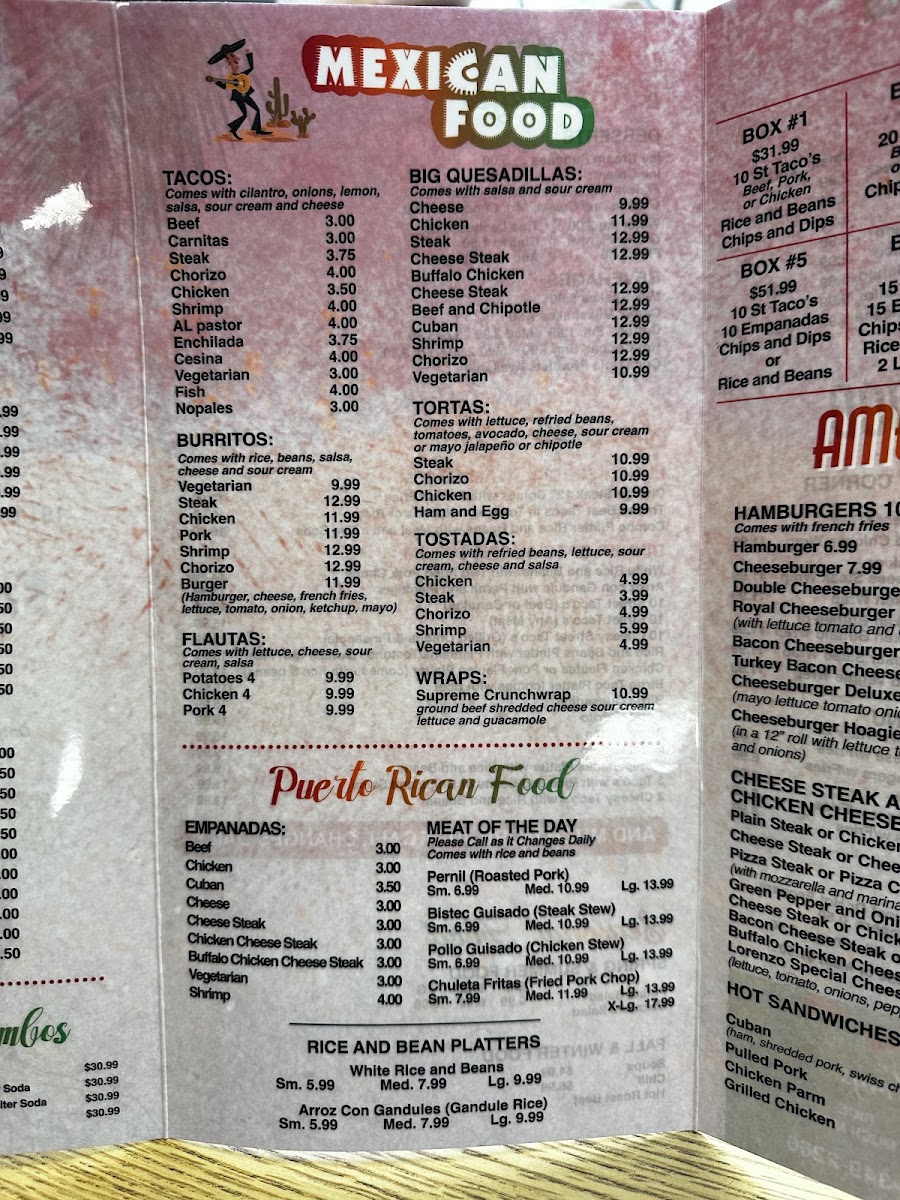 MEXICAN
FOOD
TACOS:
Comes with cilantro, onions, lemon,
salsa, sour cream and cheese
Beef 3.00
Carnitas 3.00
Steak 3.75
Chorizo 4.00
Chicken 3.50
Shrimp 4.00
AL pastor 4.00
Enchilada 3.75
Cesina 4.00
Vegetarian 3.00
Fish 4.00
Nopales 3.00
BURRITOS:
Comes with rice, beans, salsa,
cheese and sour cream
Vegetarian 9.99
Steak 12.99
Chicken 11.99
Pork 11.99
Shrimp 12.99
Chorizo 12.99
Burger 11.99
(Hamburger, cheese, french fries,
lettuce, tomato, onion, ketchup, mayo)
FLAUTAS:
Comes with lettuce, cheese, sour
cream, salsa
Potatoes 4 9.99
Chicken 4 9.99
Pork 4 9.99
BIG QUESADILLAS:
Comes with salsa and sour cream
Cheese 9.99
Chicken 11.99
Steak 12.99
Cheese Steak 12.99
Buffalo Chicken
Cheese Steak 12.99
Beef and Chipotle 12.99
Cuban 12.99
Shrimp 12.99
Chorizo 12.99
Vegetarian 10.99
TORTAS:
Comes with lettuce, refried beans,
tomatoes, avocado, cheese, sour cream
or mayo jalapeño or chipotle
Steak 10.99
Chorizo 10.99
Chicken 10.99
Ham and Egg 9.99
TOSTADAS:
Comes with refried beans, lettuce, sour
cream, cheese and salsa
Chicken 4.99
Steak 3.99
Chorizo 4.99
Shrimp 5.99
Vegetarian 4.99
WRAPS:
Supreme Crunchwrap 10.99
ground beef shredded cheese sour cream
lettuce and guacamole
Puerto Rican Food
EMPANADAS:
Beef 3.00
Chicken 3.00
Cuban 3.50
Cheese 3.00
Cheese Steak 3.00
Chicken Cheese Steak 3.00
Buffalo Chicken Cheese Steak 3.00
Vegetarian 3.00
Shrimp 4.00
MEAT OF THE DAY
Please Call as it Changes Daily
Comes with rice and beans
Pernil (Roasted Pork)
Sm. 6.99 Med. 10.99 Lg. 13.99
Bistec Guisado (Steak Stew)
Sm. 6.99 Med. 10.99 Lg. 13.99
Pollo Guisado (Chicken Stew)
Sm. 6.99 Med. 10.99 Lg. 13.99
Chuleta Fritas (Fried Pork Chop)
Sm. 7.99 Med. 11.99 Lg. 13.99
X-Lg. 17.99
RICE AND BEAN PLATTERS
White Rice and Beans
Sm. 5.99 Med. 7.99 Lg. 9.99
Arroz Con Gandules (Gandule Rice)
Sm. 5.99 Med. 7.99 Lg. 9.99
$30.99
Soda $30.99
Soda $30.99
$30.99
BOX #1
$31.99
10 St Taco's
Beef, Pork,
or Chicken
Rice and Beans
Chips and Dips
BOX #5
$51.99
10 St Taco's
10 Empanadas
Chips and Dips
or
Rice and Beans
20
15
15
2
HAMBURGERS
Comes with french fries
Hamburger 6.99
Cheeseburger 7.99
Double Cheeseburger
Royal Cheeseburger
(with lettuce tomato and
Bacon Cheeseburger
Turkey Bacon
Cheeseburger Deluxe
(mayo lettuce tomato
Cheeseburger Hoagie
(in a 12" roll with lettuce
and onions)
CHEESE STEAK
CHICKEN
Plain Steak or Chicken
Cheese Steak or
Pizza Steak or Pizza
(with mozzarella and
Green Pepper and
Cheese Steak or
Bacon Cheese Steak
Buffalo Chicken
Lorenzo Special
(lettuce, tomato, onions,
HOT SANDWICHES
Cuban
(ham, shredded pork, swiss
Pulled Pork
Chicken Parm
Grilled Chicken